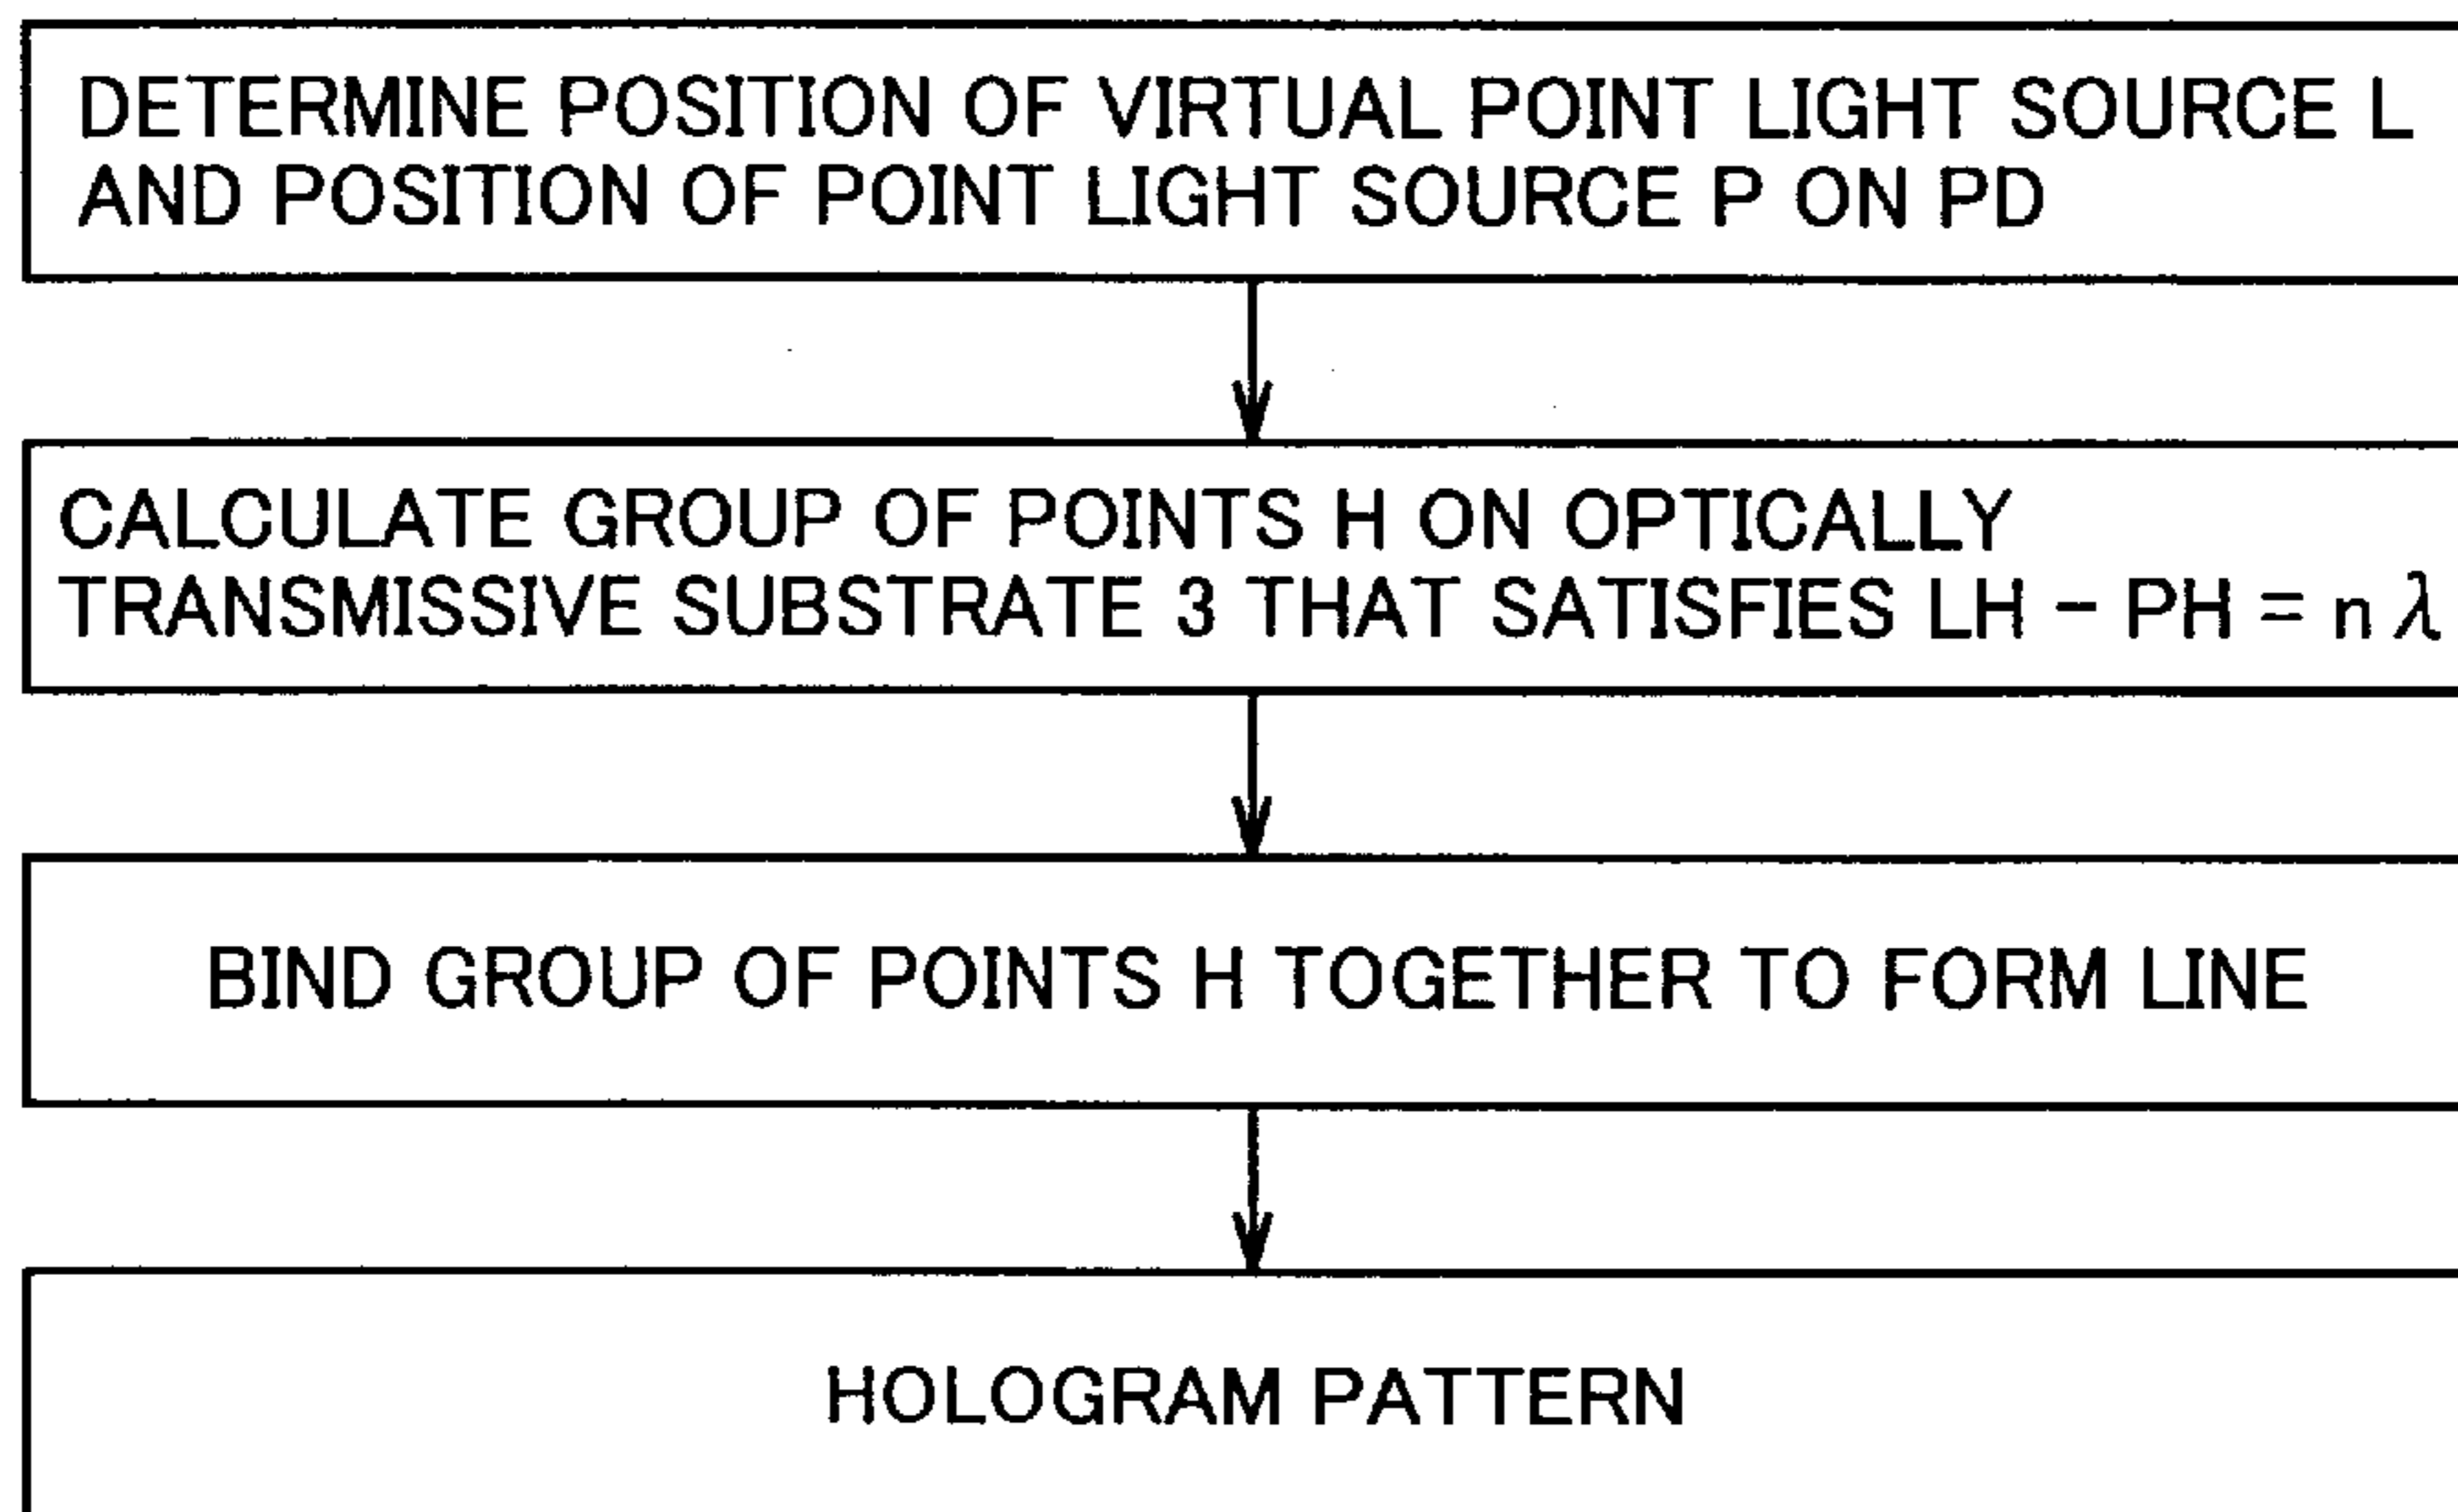 DETERMINE POSITION OF VIRTUAL POINT LIGHT SOURCE L
AND POSITION OF POINT LIGHT SOURCE P ON PD
CALCULATE GROUP OF POINTS H ON OPTICALLY
TRANSMISSIVE SUBSTRATE 3 THAT SATISFIES LH - PH = n λ
BIND GROUP OF POINTS H TOGETHER TO FORM LINE
HOLOGRAM PATTERN